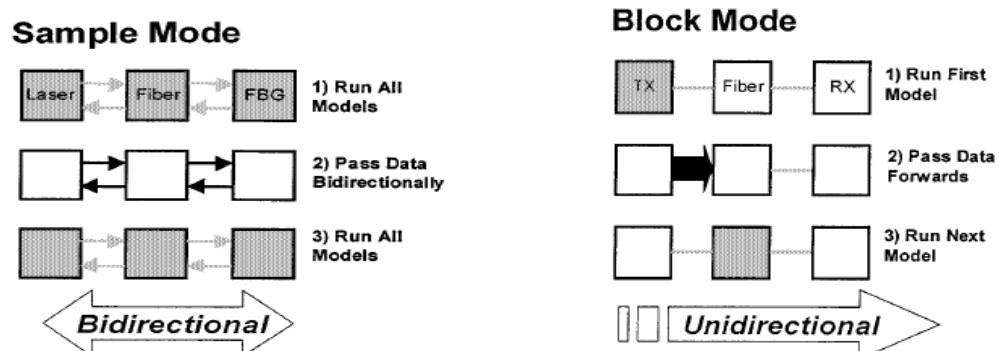 Sample Mode
Laser
Fiber
FBG
1) Run All
Models
2) Pass Data
Bidirectionally
3) Run All
Models
Bidirectional
Block Mode
TX
Fiber
RX
1) Run First
Model
2) Pass Data
Forwards
3) Run Next
Model
Unidirectional